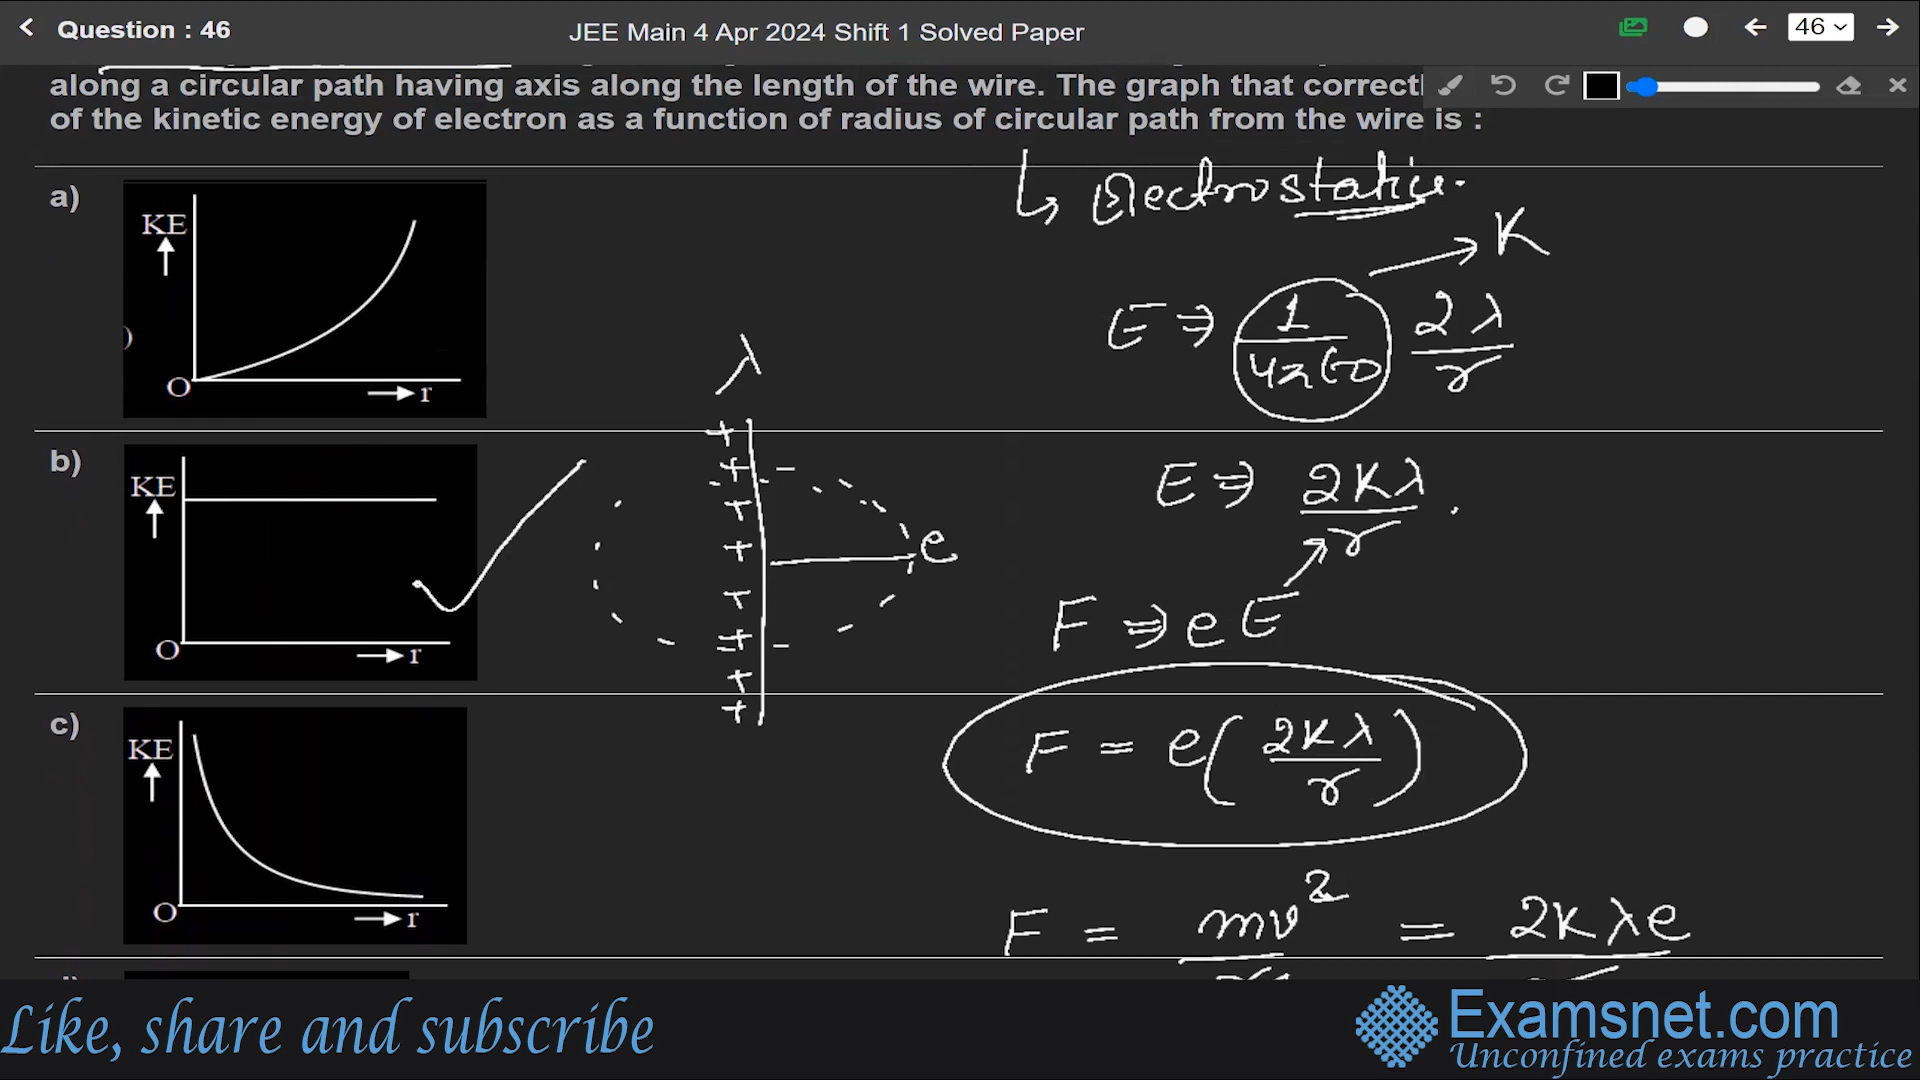 Question : 46
JEE Main 4 Apr 2024 Shift 1 Solved Paper
46
along a circular path having axis along the length of the wire. The graph that correctl
of the kinetic energy of electron as a function of radius of circular path from the wire is :
↳ Electrostatics.
a)
KE
O
→ r
E ⇒ 1/4πϵ0 2λ/r
→ K
λ
b)
KE
O
→ r
+
+
+
+
+
+
+
+
e
E ⇒ 2Kλ/r .
F ⇒ eE
c)
KE
O
→ r
F = e(2Kλ/r)
F = mv²/r = 2Kλe/r
Like, share and subscribe
Examsnet.com
Unconfined exams practice